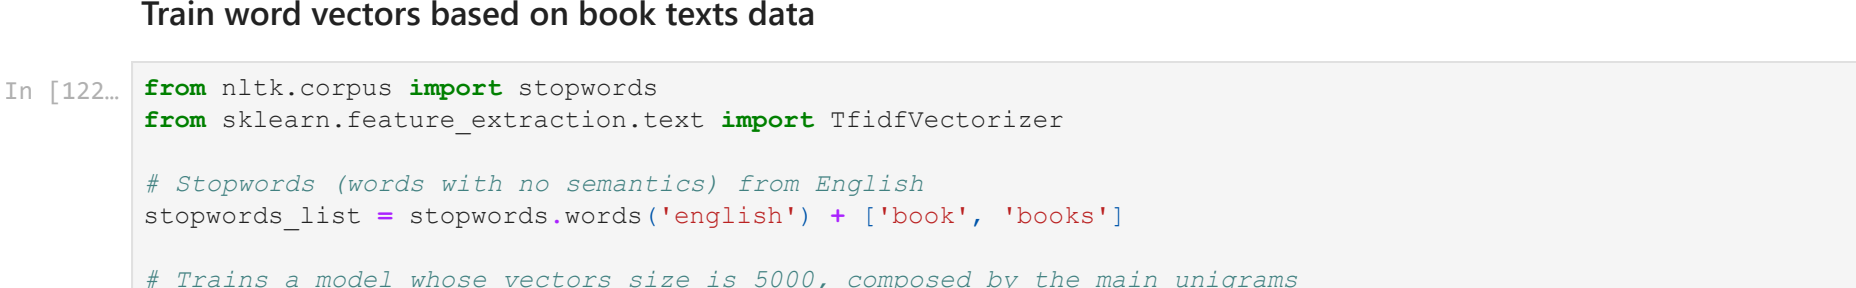 Train word vectors based on book texts data
In [122…
from nltk.corpus import stopwords
from sklearn.feature_extraction.text import TfidfVectorizer
# Stopwords (words with no semantics) from English
stopwords_list = stopwords.words('english') + ['book', 'books']
# Trains a model whose vectors size is 5000, composed by the main unigrams